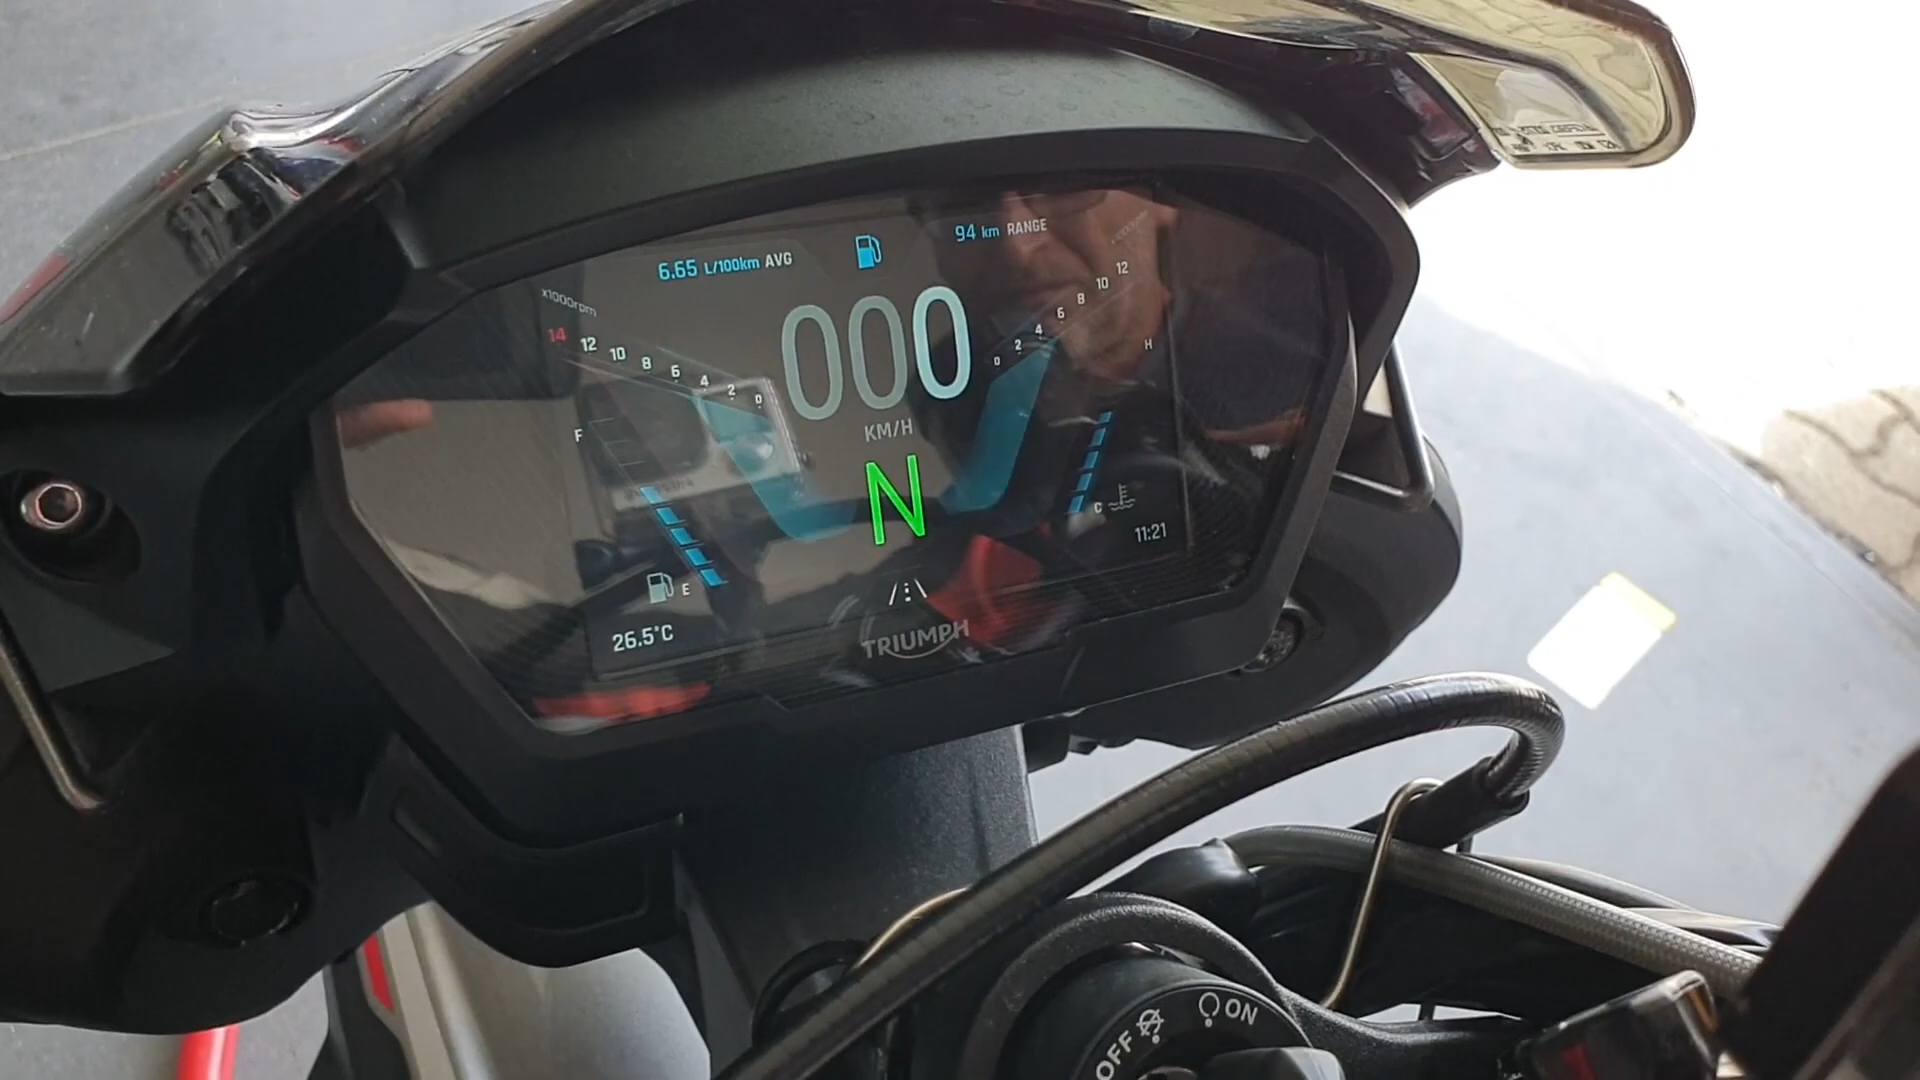 6.65 L/100km AVG
94 km RANGE
x1000rpm
14 12 10 8 6 4 2 0
000
0 2 4 6 8 10 12
KM/H
F
H
N
C
11:21
E
26.5°C
TRIUMPH
OFF
ON